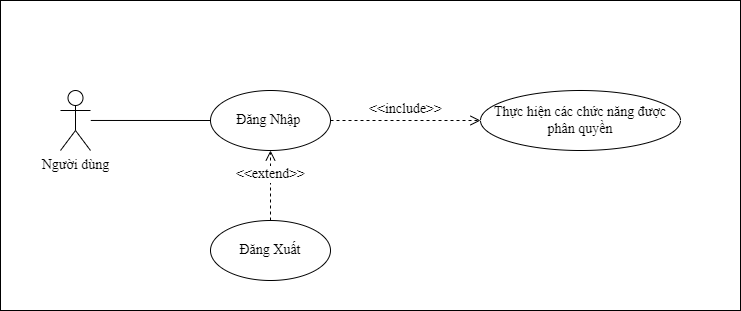 Người dùng
Đăng Nhập
<<include>>
Thực hiện các chức năng được
phân quyền
<<extend>>
Đăng Xuất